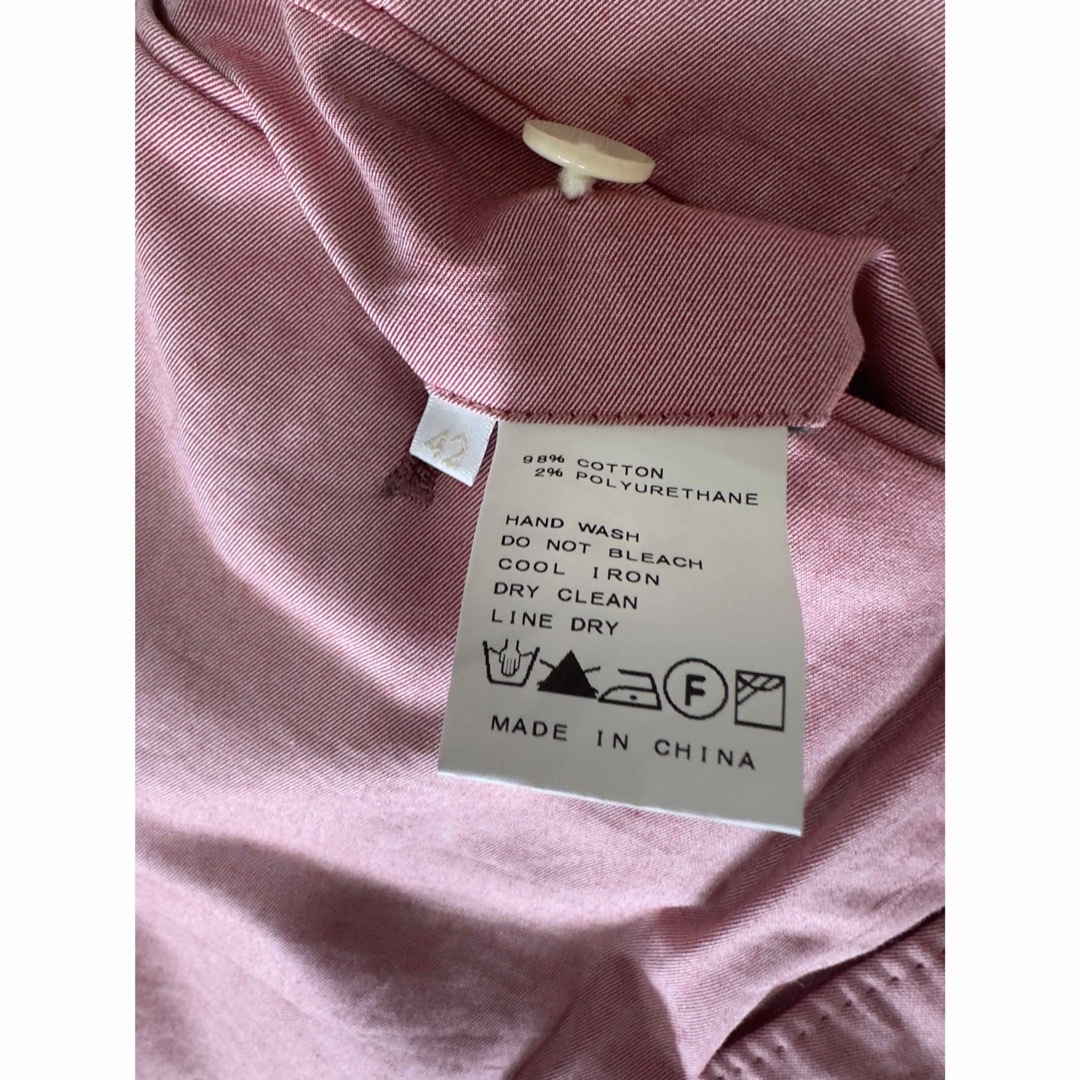 42
98% COTTON
2% POLYURETHANE
HAND WASH
DO NOT BLEACH
COOL IRON
DRY CLEAN
LINE DRY
F
MADE IN CHINA